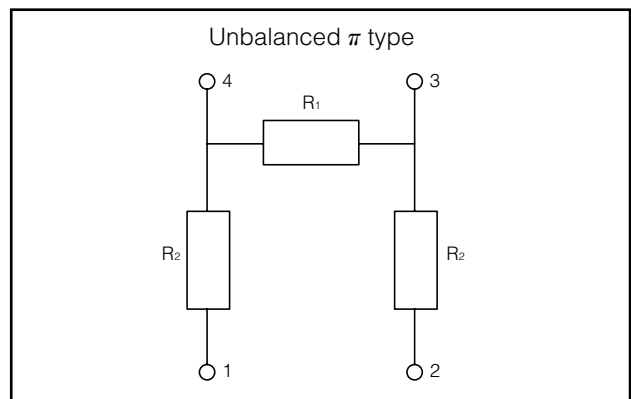 Unbalanced π type
4
3
R₁
R₂
R₂
1
2